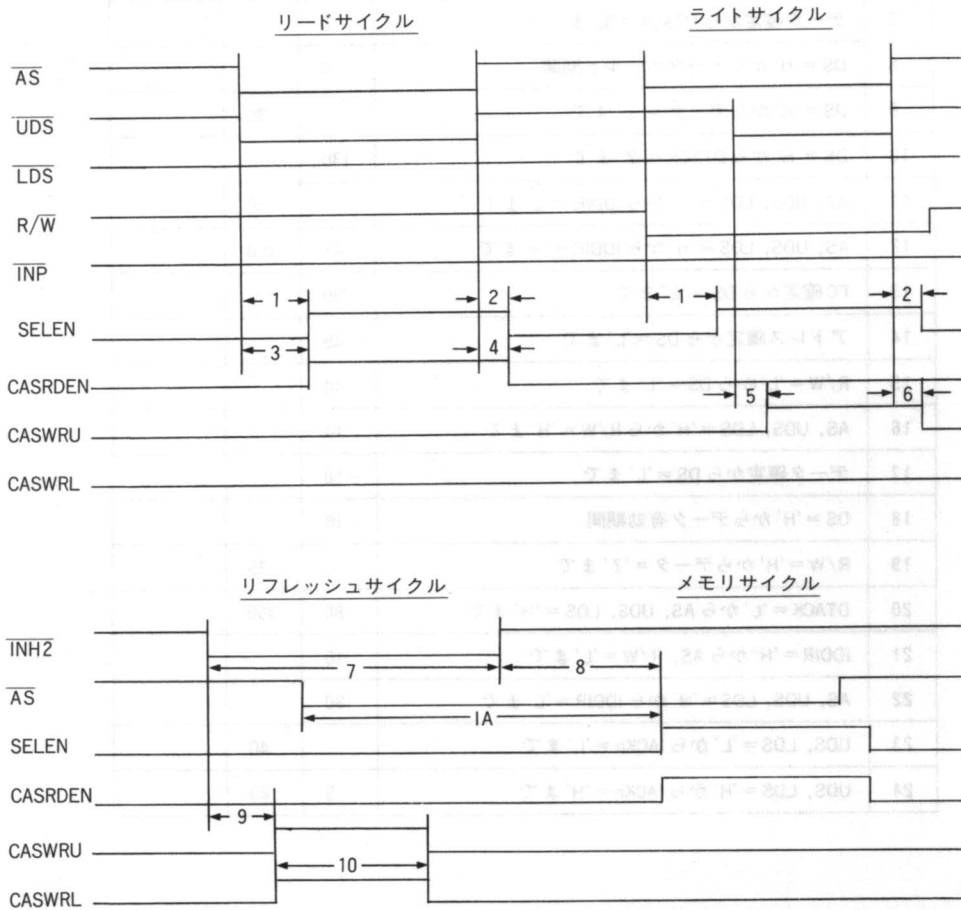 リードサイクル
ライトサイクル
AS
UDS
LDS
R/W
INP
1 2 1 2
SELEN
3 4
CASRDEN
5 6
CASWRU
CASWRL
リフレッシュサイクル
メモリサイクル
INH2
7 8
AS
1A
SELEN
CASRDEN
9
CASWRU
10
CASWRL